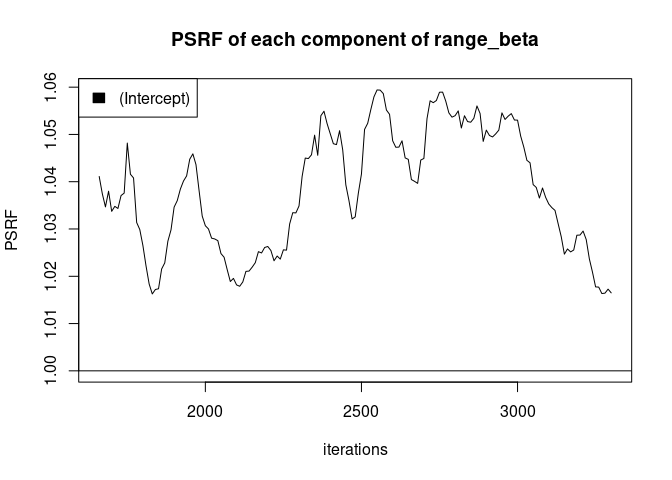 PSRF of each component of range_beta
(Intercept)
PSRF
1.06
1.05
1.04
1.03
1.02
1.01
1.00
2000 2500 3000
iterations